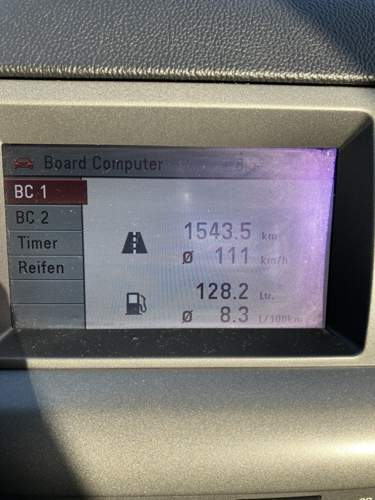 Board Computer
BC 1
BC 2
Timer
Reifen
1543.5 km
Ø 111 km/h
128.2 Ltr.
Ø 8.3 l/100km